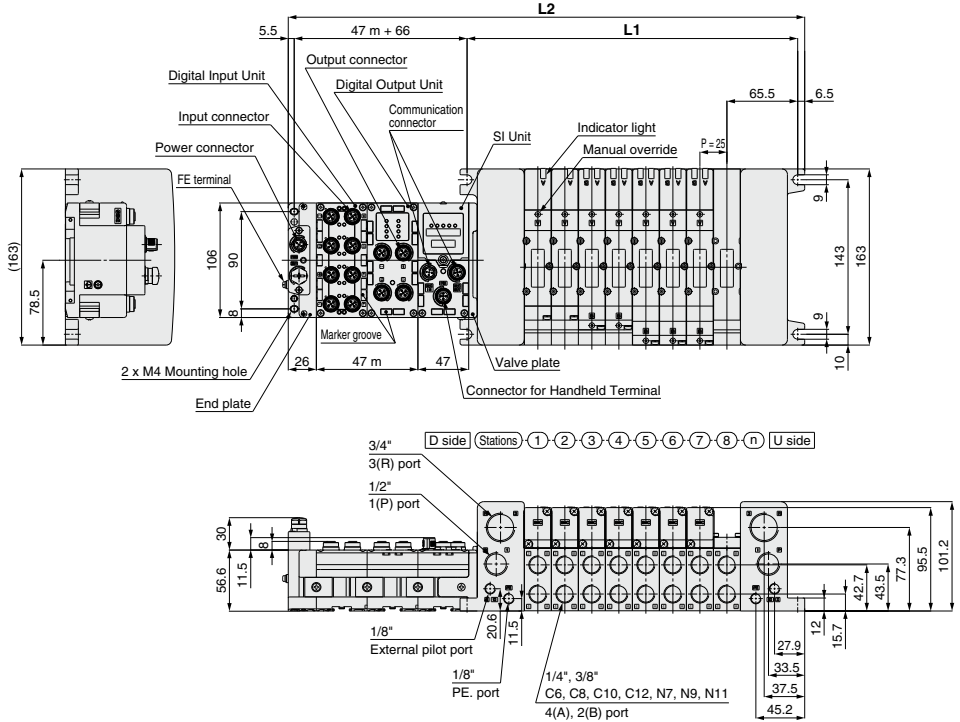 L2
5.5
47 m + 66
L1
Output connector
Digital Input Unit
Digital Output Unit
65.5
6.5
Communication
connector
Input connector
SI Unit
Indicator light
P = 25
Power connector
Manual override
FE terminal
9
(163)
78.5
106
90
8
143
163
9
10
Marker groove
26
47 m
47
Valve plate
2 x M4 Mounting hole
Connector for Handheld Terminal
End plate
3/4"
3(R) port
D side
Stations
1
2
3
4
5
6
7
8
n
U side
1/2"
1(P) port
30
8
11.5
56.6
20.6
11.5
42.7
43.5
77.3
95.5
101.2
12
15.7
1/8"
External pilot port
27.9
33.5
37.5
45.2
1/8"
PE. port
1/4", 3/8"
C6, C8, C10, C12, N7, N9, N11
4(A), 2(B) port